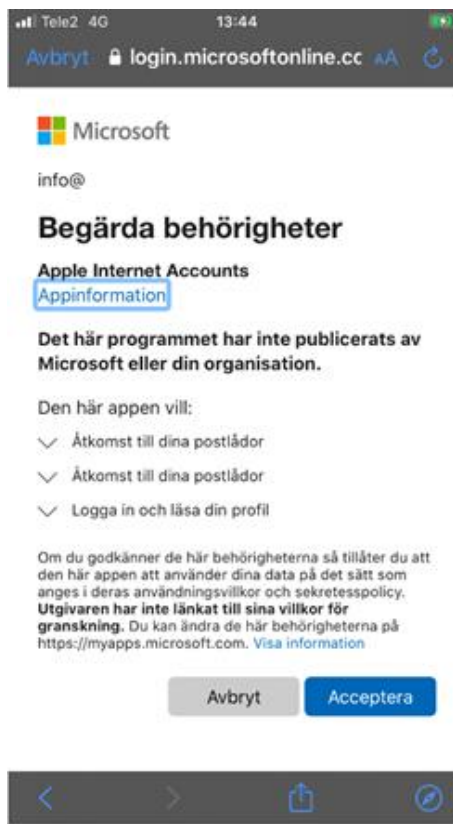 Tele2 4G 13:44
Avbryt login.microsoftonline.cc AA
Microsoft
info@
Begärda behörigheter
Apple Internet Accounts
Appinformation
Det här programmet har inte publicerats av
Microsoft eller din organisation.
Den här appen vill:
Åtkomst till dina postlådor
Åtkomst till dina postlådor
Logga in och läsa din profil
Om du godkänner de här behörigheterna så tillåter du att
den här appen att använder dina data på det sätt som
anges i deras användningsvillkor och sekretesspolicy.
Utgivaren har inte länkat till sina villkor för
granskning. Du kan ändra de här behörigheterna på
https://myapps.microsoft.com. Visa information
Avbryt Acceptera